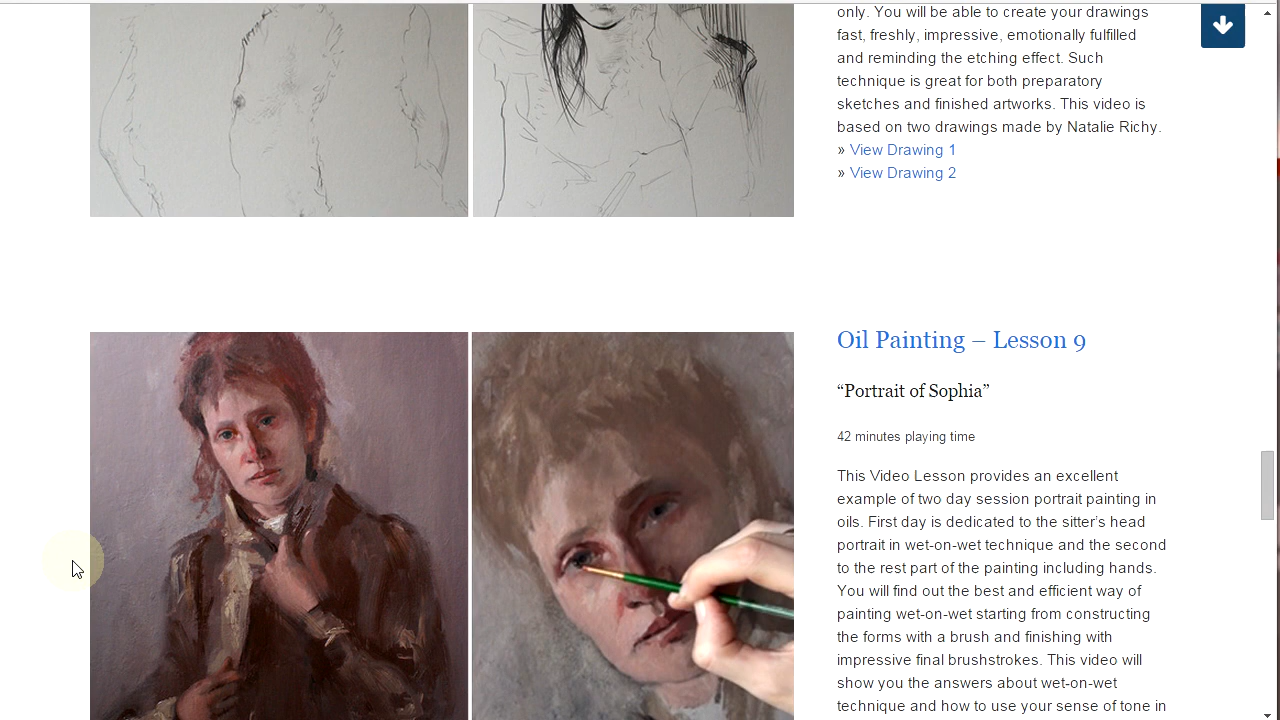 only. You will be able to create your drawings
fast, freshly, impressive, emotionally fulfilled
and reminding the etching effect. Such
technique is great for both preparatory
sketches and finished artworks. This video is
based on two drawings made by Natalie Richy.
» View Drawing 1
» View Drawing 2
Oil Painting – Lesson 9
“Portrait of Sophia”
42 minutes playing time
This Video Lesson provides an excellent
example of two day session portrait painting in
oils. First day is dedicated to the sitter’s head
portrait in wet-on-wet technique and the second
to the rest part of the painting including hands.
You will find out the best and efficient way of
painting wet-on-wet starting from constructing
the forms with a brush and finishing with
impressive final brushstrokes. This video will
show you the answers about wet-on-wet
technique and how to use your sense of tone in